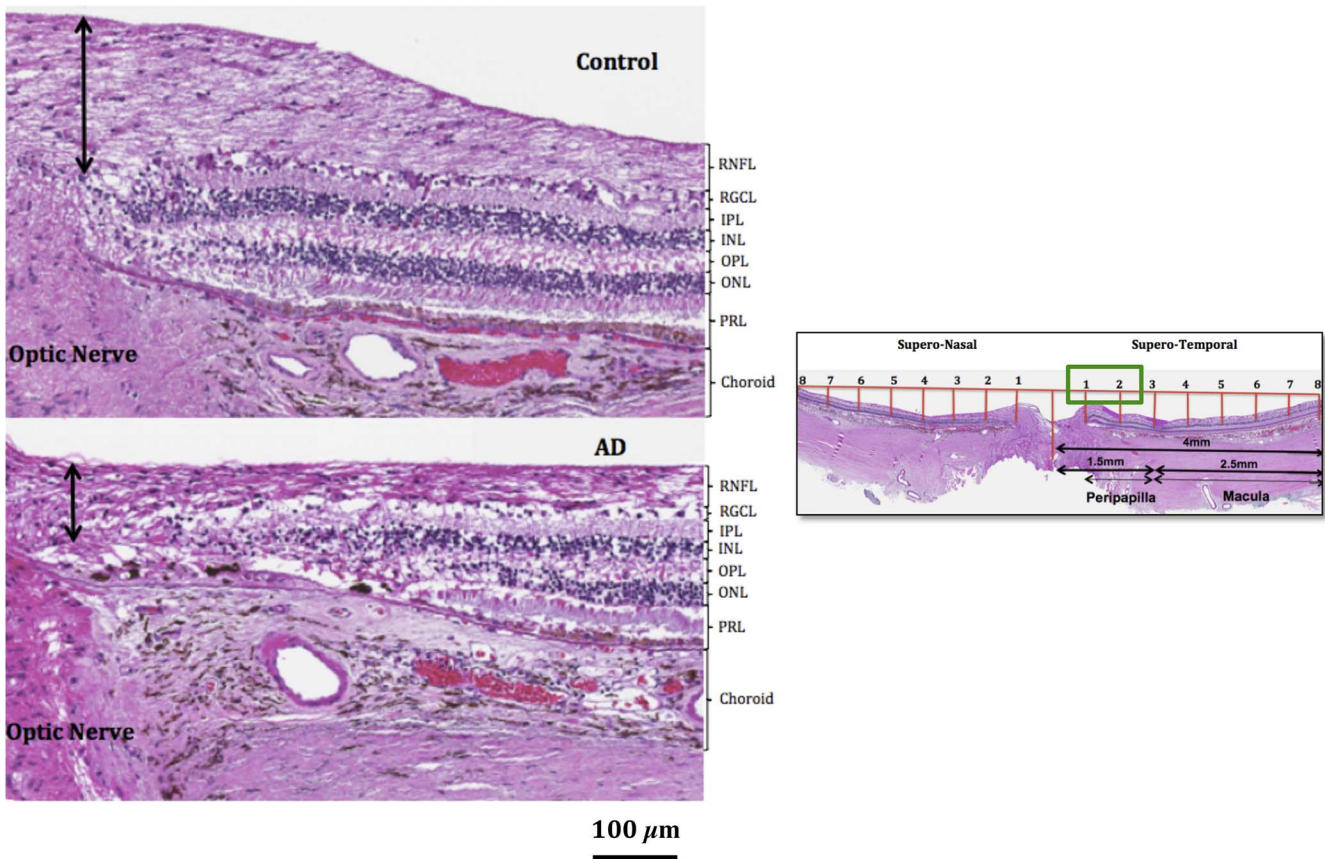 Control
RNFL
RGCL
IPL
INL
OPL
ONL
PRL
Choroid
Optic Nerve
AD
RNFL
RGCL
IPL
INL
OPL
ONL
PRL
Choroid
Optic Nerve
100 μm
Supero-Nasal Supero-Temporal
8 7 6 5 4 3 2 1 1 2 3 4 5 6 7 8
4mm
1.5mm 2.5mm
Peripapilla Macula